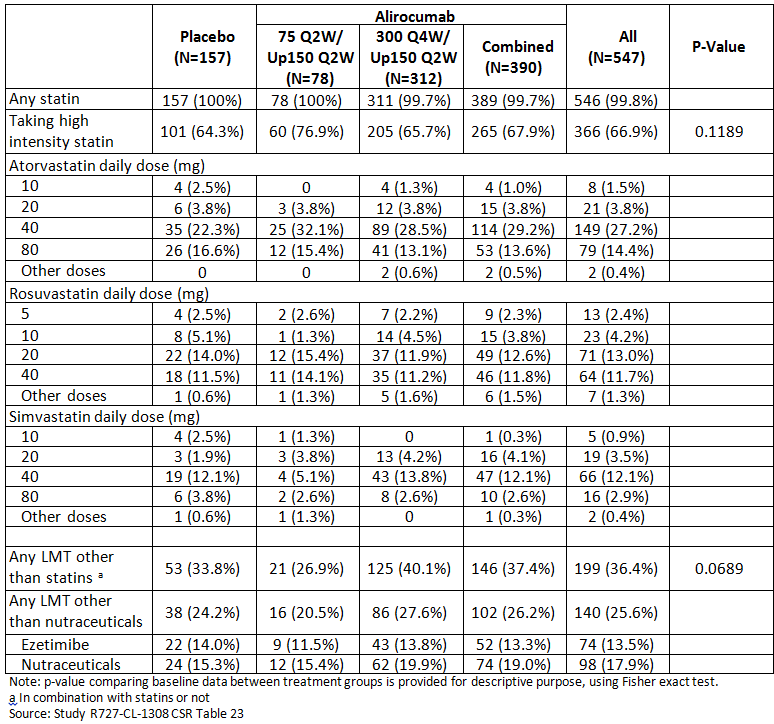 Alirocumab
Placebo (N=157) 75 Q2W/ Up150 Q2W (N=78) 300 Q4W/ Up150 Q2W (N=312) Combined (N=390) All (N=547) P-Value
Any statin 157 (100%) 78 (100%) 311 (99.7%) 389 (99.7%) 546 (99.8%)
Taking high intensity statin 101 (64.3%) 60 (76.9%) 205 (65.7%) 265 (67.9%) 366 (66.9%) 0.1189
Atorvastatin daily dose (mg)
10 4 (2.5%) 0 4 (1.3%) 4 (1.0%) 8 (1.5%)
20 6 (3.8%) 3 (3.8%) 12 (3.8%) 15 (3.8%) 21 (3.8%)
40 35 (22.3%) 25 (32.1%) 89 (28.5%) 114 (29.2%) 149 (27.2%)
80 26 (16.6%) 12 (15.4%) 41 (13.1%) 53 (13.6%) 79 (14.4%)
Other doses 0 0 2 (0.6%) 2 (0.5%) 2 (0.4%)
Rosuvastatin daily dose (mg)
5 4 (2.5%) 2 (2.6%) 7 (2.2%) 9 (2.3%) 13 (2.4%)
10 8 (5.1%) 1 (1.3%) 14 (4.5%) 15 (3.8%) 23 (4.2%)
20 22 (14.0%) 12 (15.4%) 37 (11.9%) 49 (12.6%) 71 (13.0%)
40 18 (11.5%) 11 (14.1%) 35 (11.2%) 46 (11.8%) 64 (11.7%)
Other doses 1 (0.6%) 1 (1.3%) 5 (1.6%) 6 (1.5%) 7 (1.3%)
Simvastatin daily dose (mg)
10 4 (2.5%) 1 (1.3%) 0 1 (0.3%) 5 (0.9%)
20 3 (1.9%) 3 (3.8%) 13 (4.2%) 16 (4.1%) 19 (3.5%)
40 19 (12.1%) 4 (5.1%) 43 (13.8%) 47 (12.1%) 66 (12.1%)
80 6 (3.8%) 2 (2.6%) 8 (2.6%) 10 (2.6%) 16 (2.9%)
Other doses 1 (0.6%) 1 (1.3%) 0 1 (0.3%) 2 (0.4%)
Any LMT other than statins ª 53 (33.8%) 21 (26.9%) 125 (40.1%) 146 (37.4%) 199 (36.4%) 0.0689
Any LMT other than nutraceuticals 38 (24.2%) 16 (20.5%) 86 (27.6%) 102 (26.2%) 140 (25.6%)
Ezetimibe 22 (14.0%) 9 (11.5%) 43 (13.8%) 52 (13.3%) 74 (13.5%)
Nutraceuticals 24 (15.3%) 12 (15.4%) 62 (19.9%) 74 (19.0%) 98 (17.9%)
Note: p-value comparing baseline data between treatment groups is provided for descriptive purpose, using Fisher exact test.
a In combination with statins or not
Source: Study R727-CL-1308 CSR Table 23